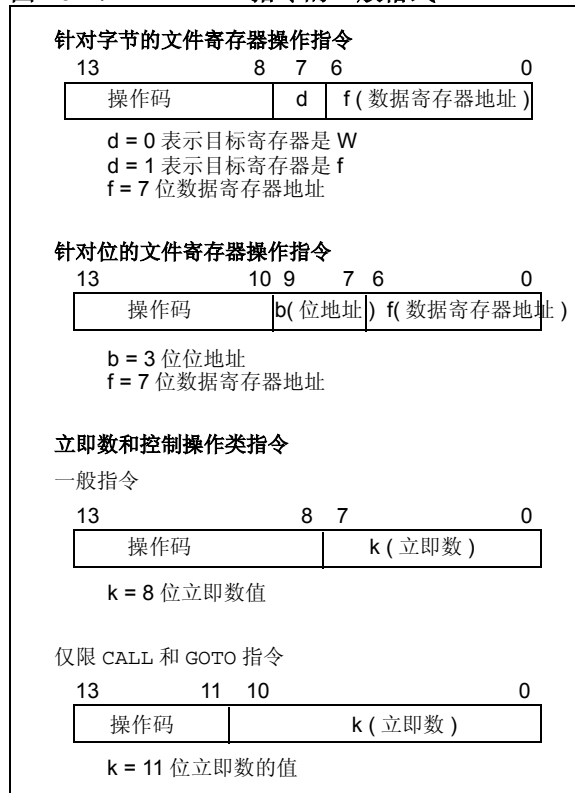 针对字节的文件寄存器操作指令
13 8 7 6 0
操作码 d f ( 数据寄存器地址 )
d = 0 表示目标寄存器是 W
d = 1 表示目标寄存器是 f
f = 7 位数据寄存器地址
针对位的文件寄存器操作指令
13 10 9 7 6 0
操作码 b( 位地址 ) f( 数据寄存器地址 )
b = 3 位位地址
f = 7 位数据寄存器地址
立即数和控制操作类指令
一般指令
13 8 7 0
操作码 k ( 立即数 )
k = 8 位立即数值
仅限 CALL 和 GOTO 指令
13 11 10 0
操作码 k ( 立即数 )
k = 11 位立即数的值